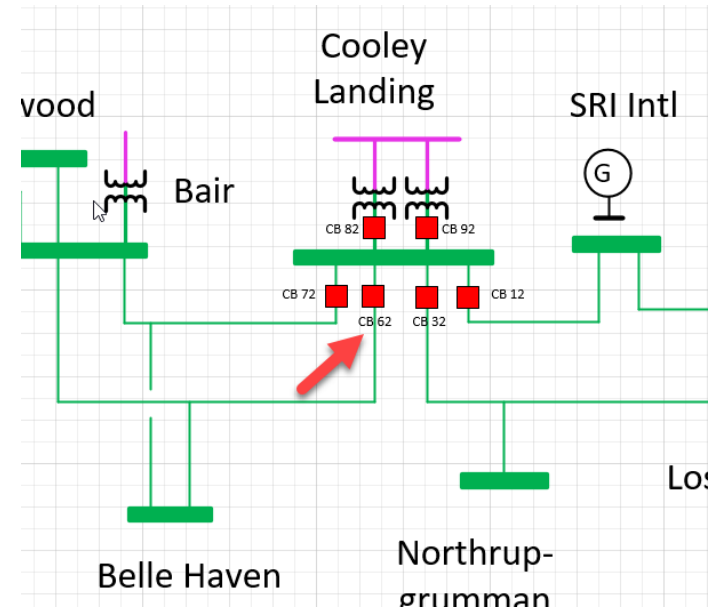 Cooley
Landing
wood
SRI Intl
Bair
G
CB 82
CB 92
CB 72
CB 12
CB 62
CB 32
Los
Northrup-
grumman
Belle Haven